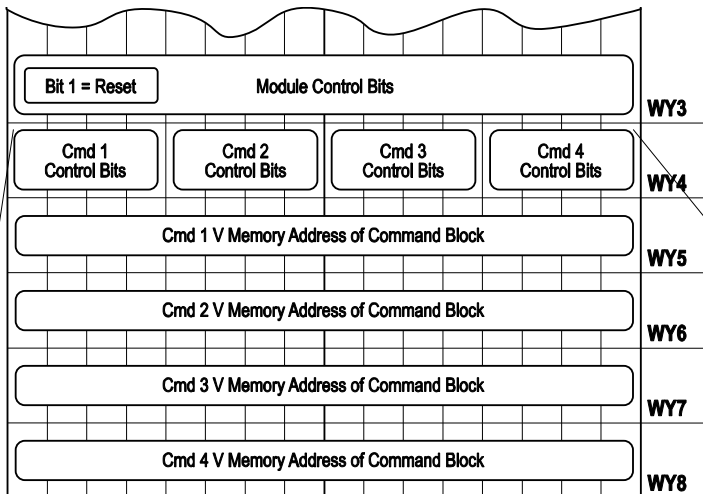 Bit 1 = Reset
Module Control Bits
WY3
Cmd 1
Control Bits
Cmd 2
Control Bits
Cmd 3
Control Bits
Cmd 4
Control Bits
WY4
Cmd 1 V Memory Address of Command Block
WY5
Cmd 2 V Memory Address of Command Block
WY6
Cmd 3 V Memory Address of Command Block
WY7
Cmd 4 V Memory Address of Command Block
WY8